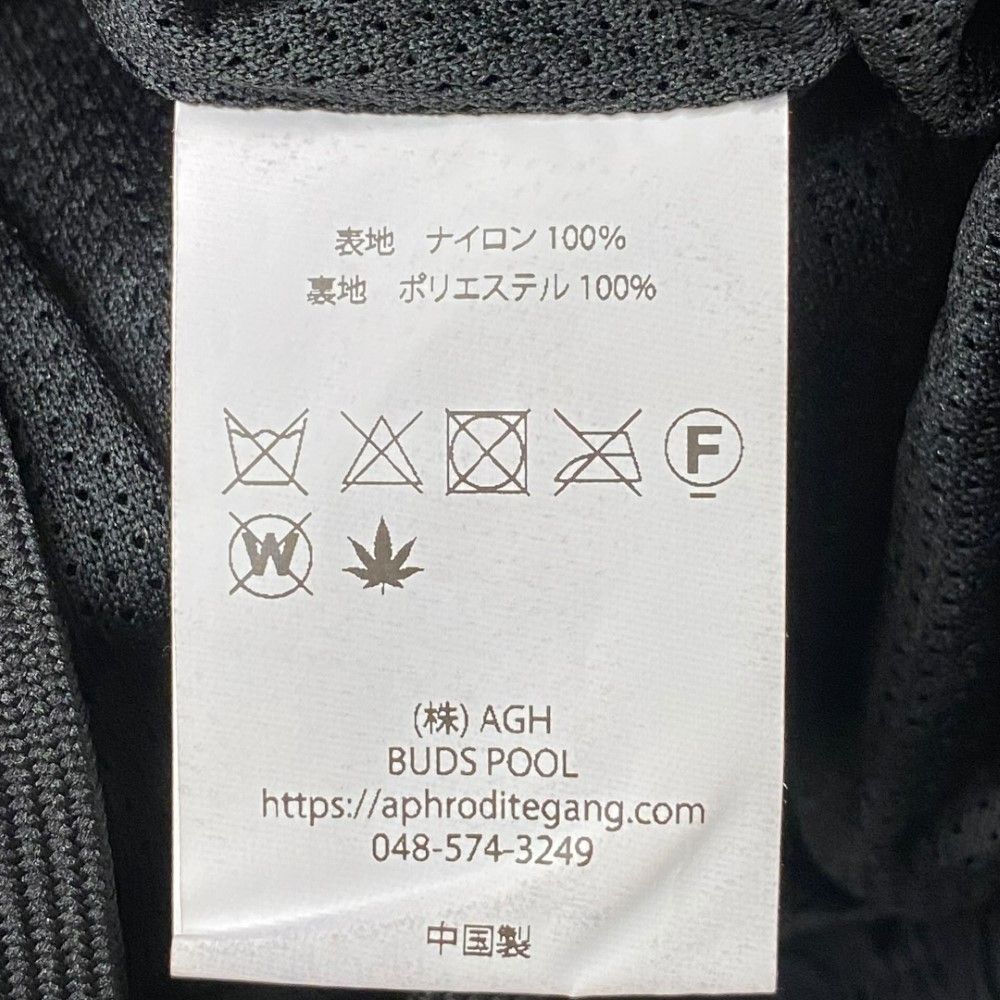 表地　ナイロン 100%
裏地　ポリエステル 100%
F
W
(株) AGH
BUDS POOL
https://aphroditegang.com
048-574-3249
中国製